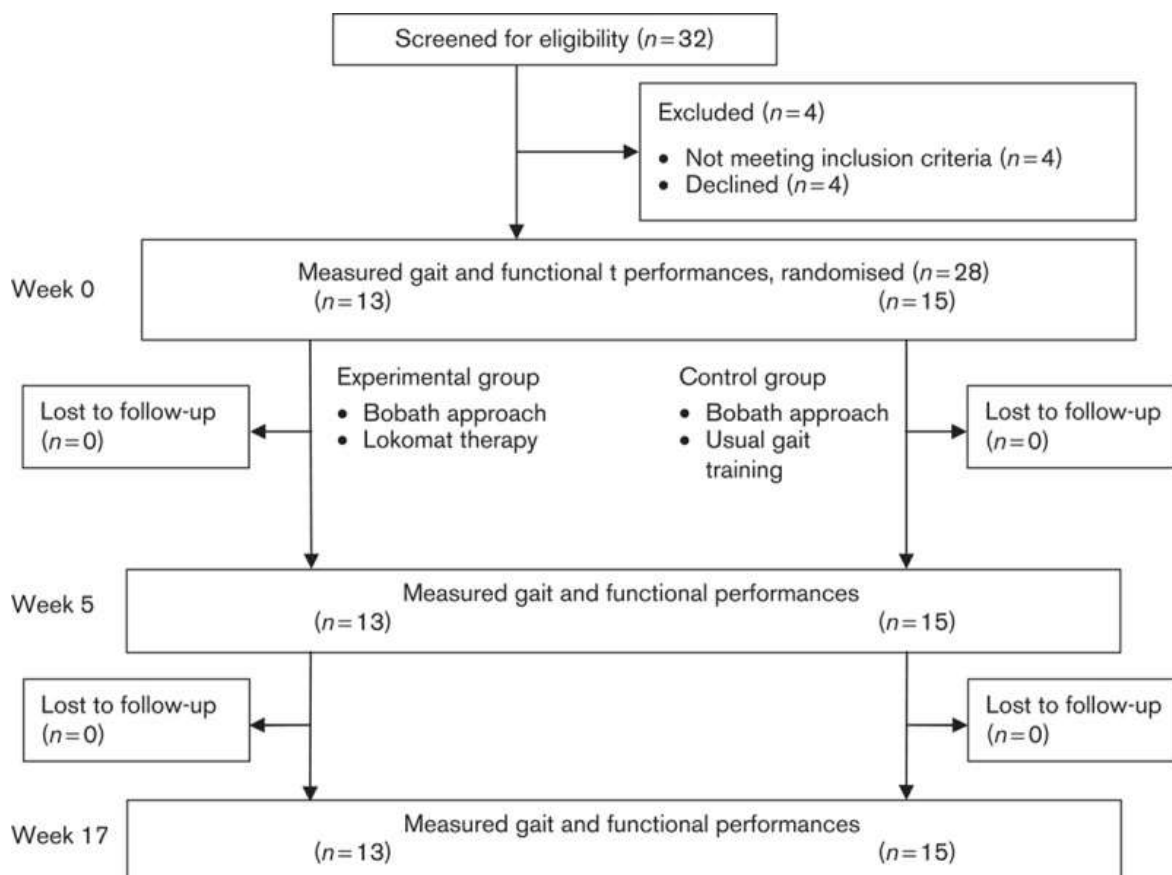 Screened for eligibility (n=32)
Excluded (n=4)
• Not meeting inclusion criteria (n=4)
• Declined (n=4)
Week 0
Measured gait and functional t performances, randomised (n=28)
(n=13) (n=15)
Experimental group
• Bobath approach
• Lokomat therapy
Control group
• Bobath approach
• Usual gait
training
Lost to follow-up
(n=0)
Lost to follow-up
(n=0)
Week 5
Measured gait and functional performances
(n=13) (n=15)
Lost to follow-up
(n=0)
Lost to follow-up
(n=0)
Week 17
Measured gait and functional performances
(n=13) (n=15)